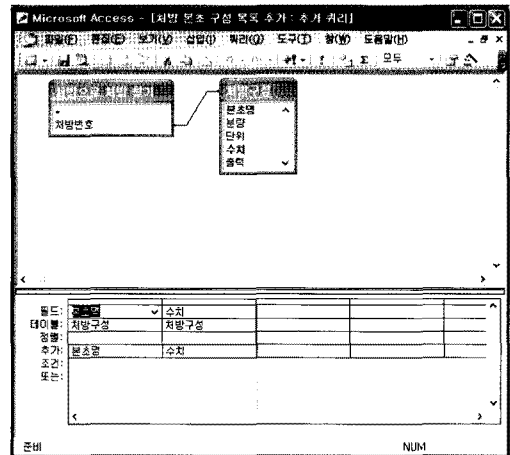 Microsoft Access - [처방 본초 구성 목록 추가 : 추가 쿼리]
파일(F) 편집(E) 보기(V) 삽입(I) 쿼리(Q) 도구(T) 창(W) 도움말(H)
모두
*
처방번호
본초명
분량
단위
수치
출력
필드: 본초명 수치
테이블: 처방구성 처방구성
정렬:
추가: 본초명 수치
조건:
또는:
준비 NUM